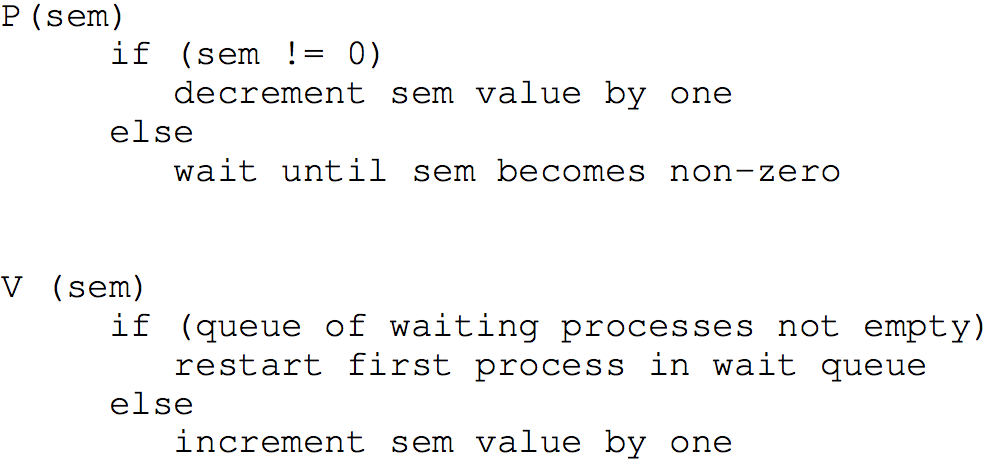 P(sem)
if (sem != 0)
decrement sem value by one
else
wait until sem becomes non-zero
V (sem)
if (queue of waiting processes not empty)
restart first process in wait queue
else
increment sem value by one